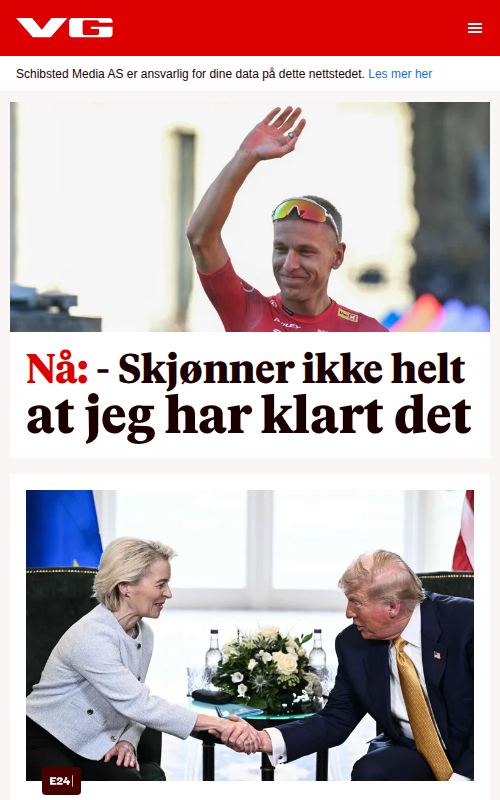 VG
Schibsted Media AS er ansvarlig for dine data på dette nettstedet. Les mer her
Nå: - Skjønner ikke helt
at jeg har klart det
E24